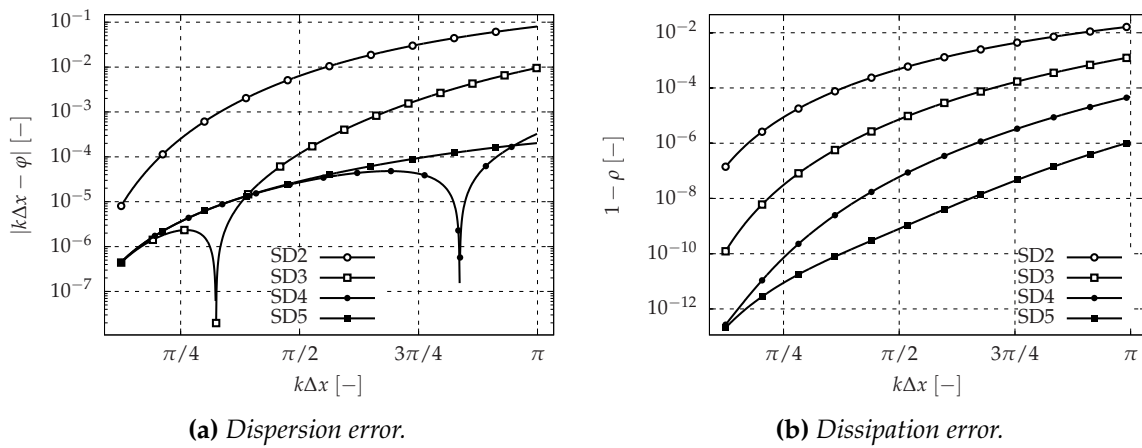 10⁻¹
10⁻²
10⁻³
10⁻⁴
10⁻⁵
10⁻⁶
10⁻⁷
|kΔx − φ| [−]
SD2
SD3
SD4
SD5
π/4 π/2 3π/4 π
kΔx [−]
(a) Dispersion error.
10⁻²
10⁻⁴
10⁻⁶
10⁻⁸
10⁻¹⁰
10⁻¹²
1 − ρ [−]
SD2
SD3
SD4
SD5
π/4 π/2 3π/4 π
kΔx [−]
(b) Dissipation error.